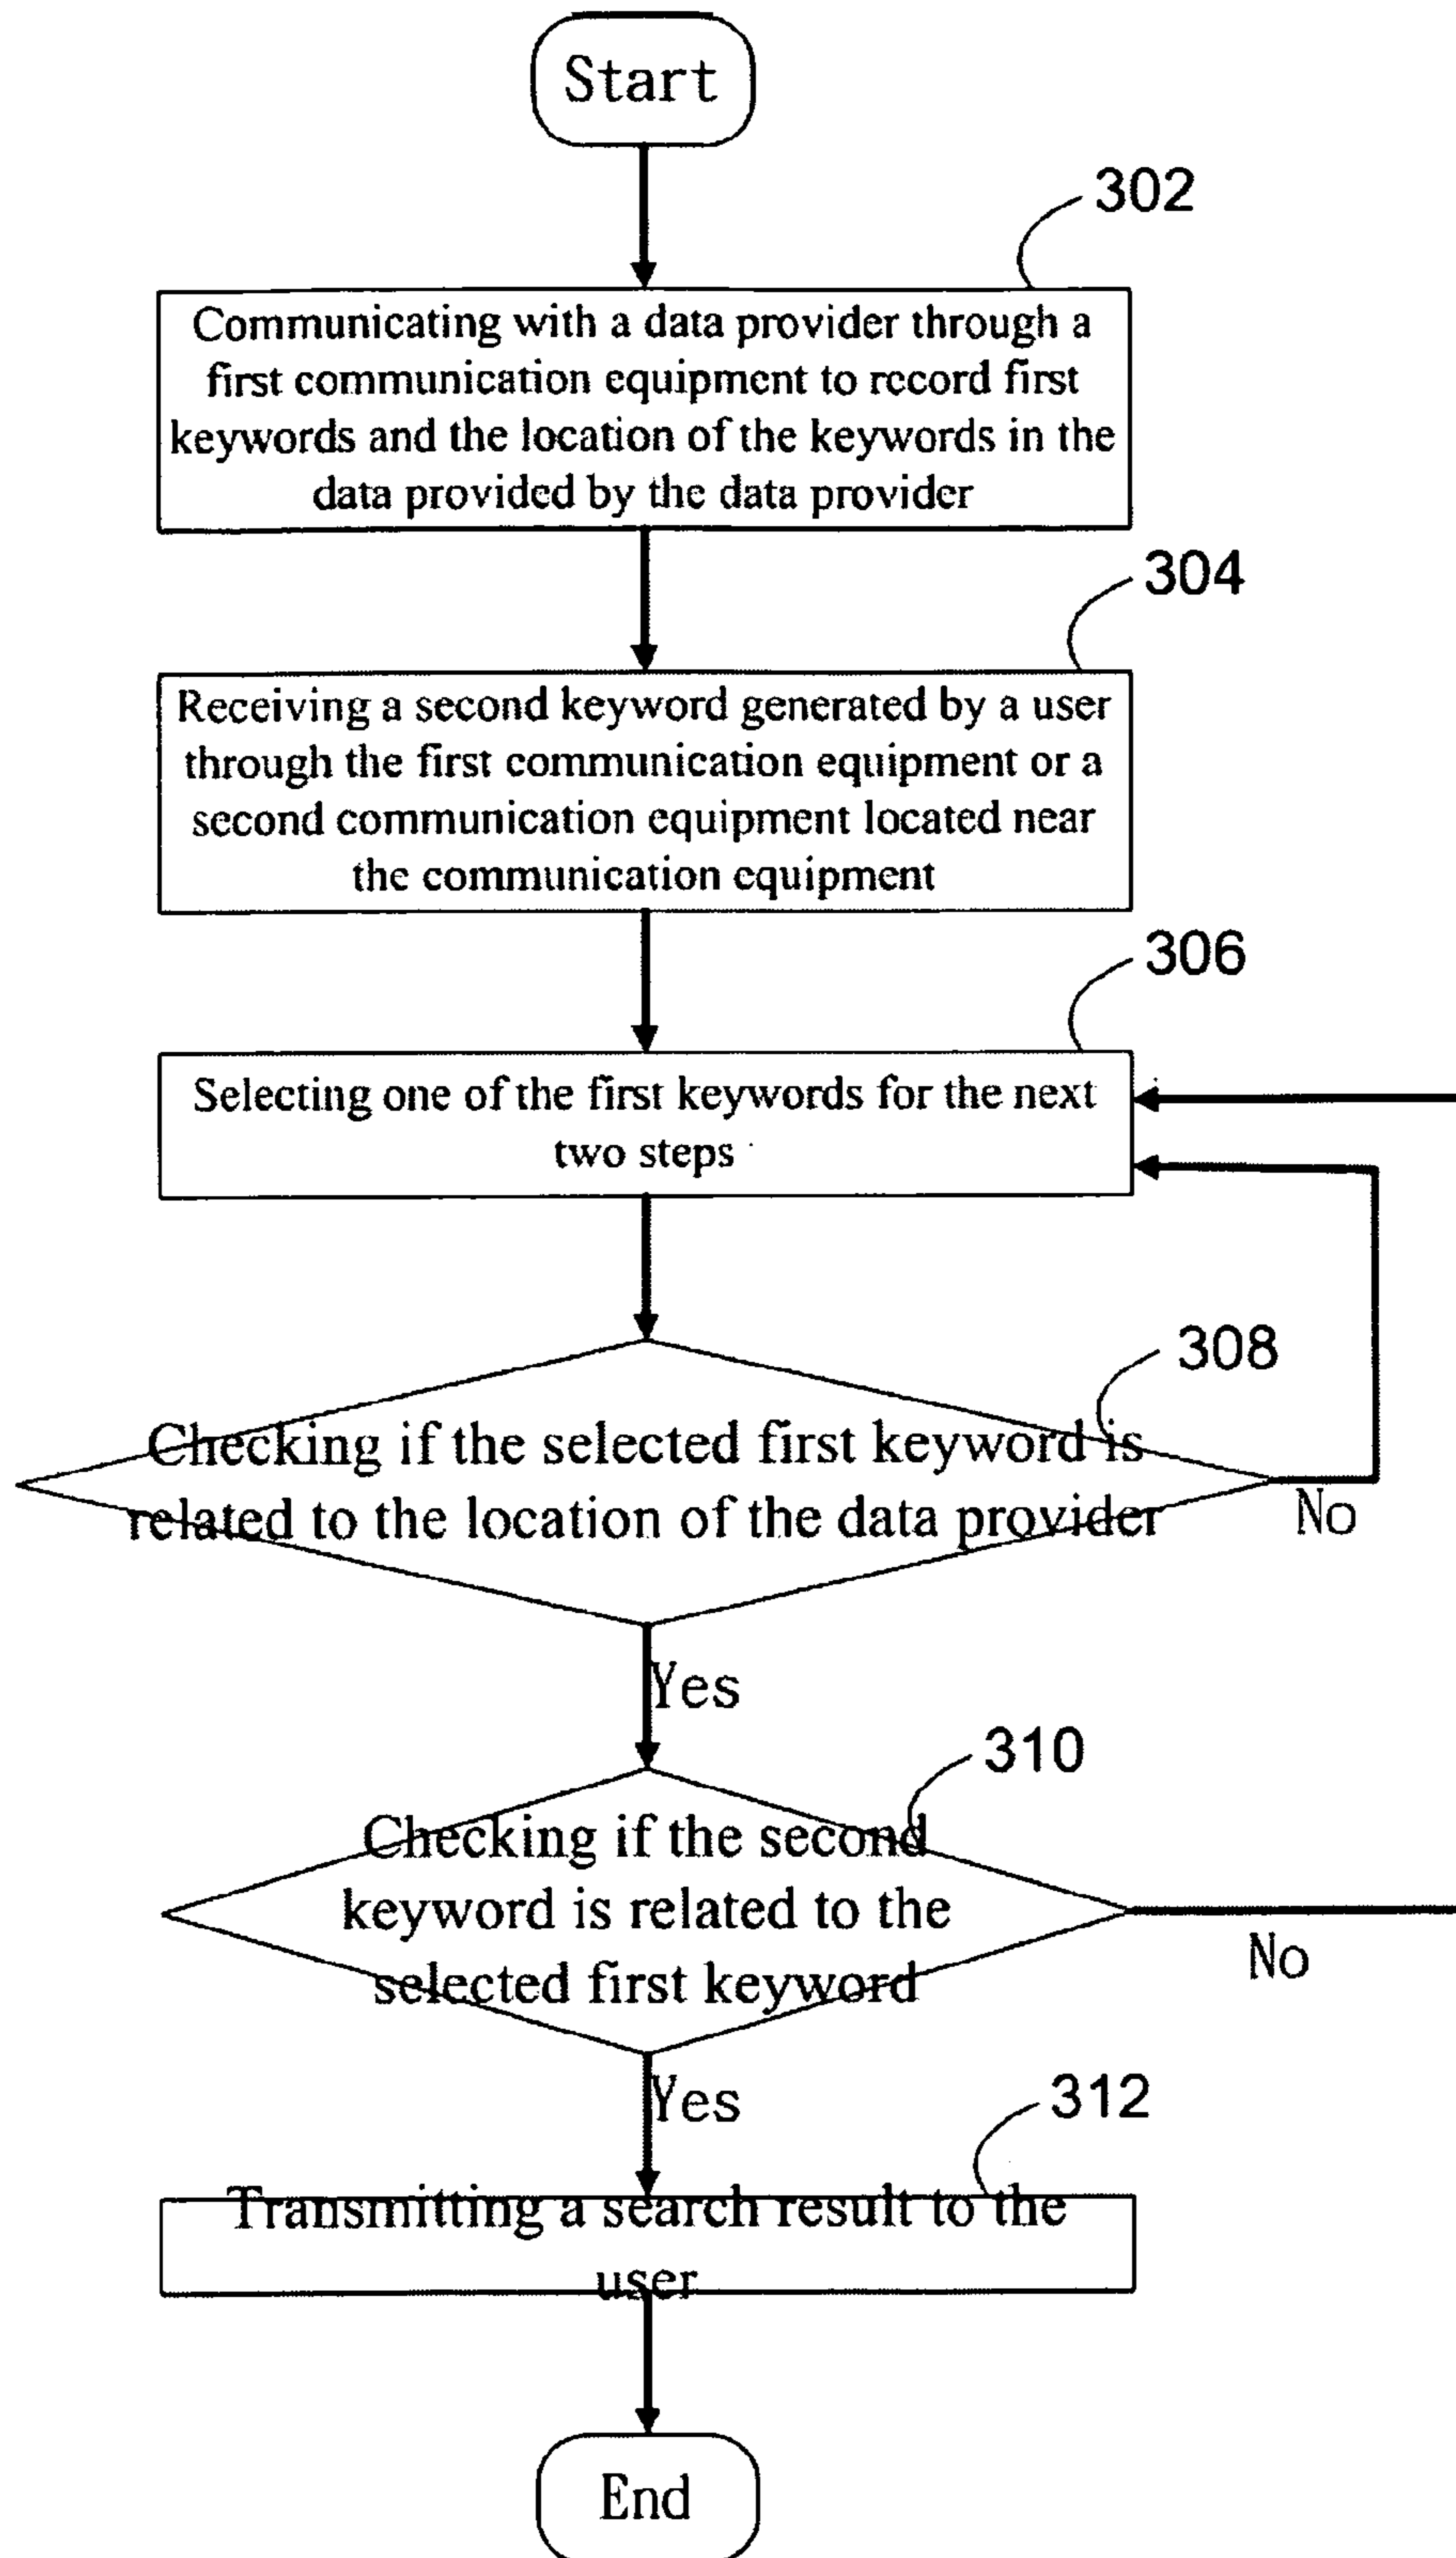 Start
302
Communicating with a data provider through a
first communication equipment to record first
keywords and the location of the keywords in the
data provided by the data provider
304
Receiving a second keyword generated by a user
through the first communication equipment or a
second communication equipment located near
the communication equipment
306
Selecting one of the first keywords for the next
two steps
308
Checking if the selected first keyword is
related to the location of the data provider
No
Yes
310
Checking if the second
keyword is related to the
selected first keyword
No
Yes
312
Transmitting a search result to the
user
End